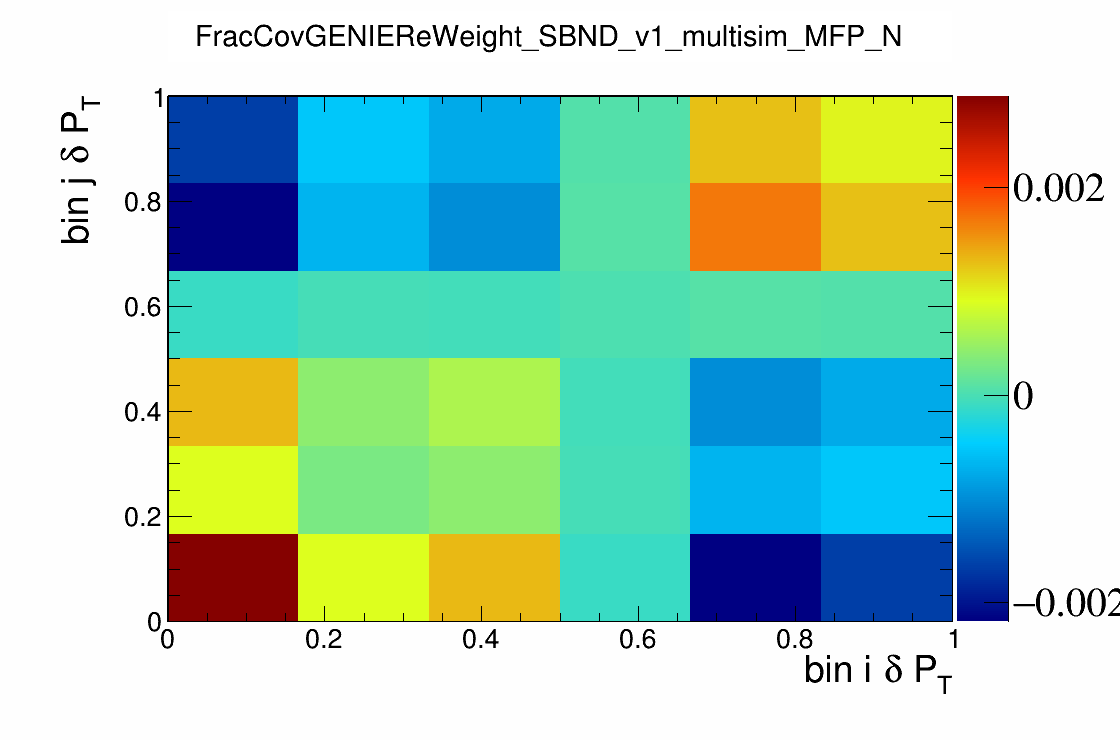 FracCovGENIEReWeight_SBND_v1_multisim_MFP_N
bin j δ P_T
1
0.8
0.6
0.4
0.2
0
0 0.2 0.4 0.6 0.8 1
bin i δ P_T
0.002
0
−0.002